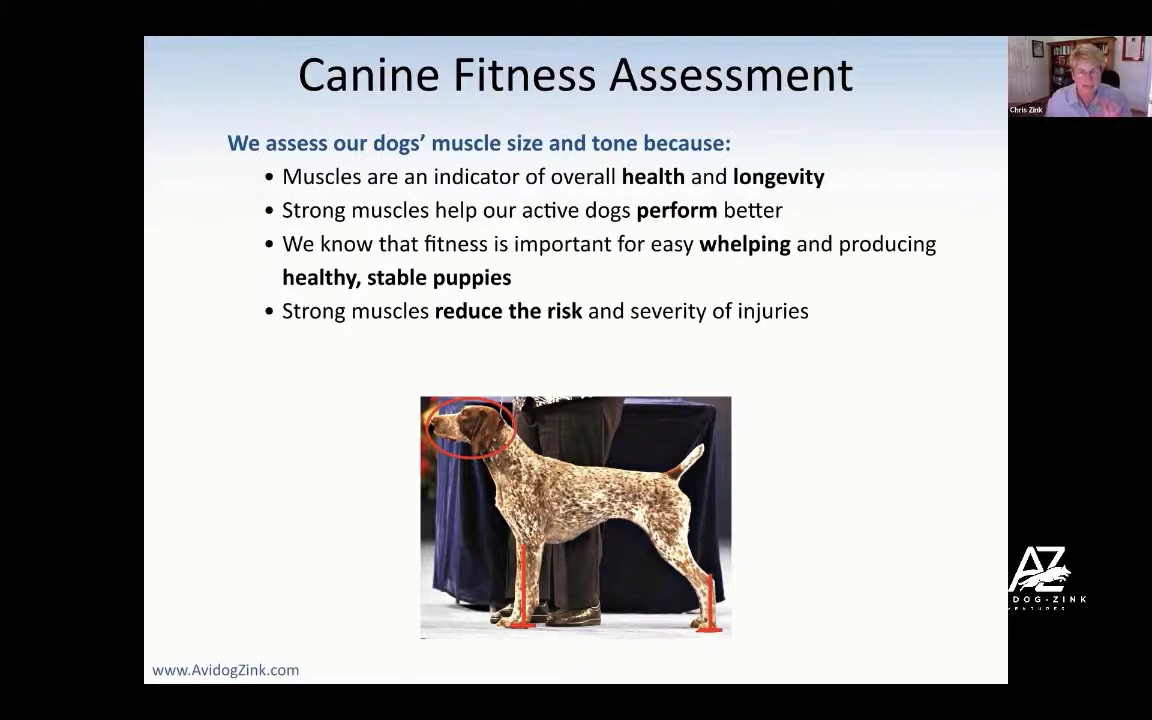 Canine Fitness Assessment
Chris Zink
We assess our dogs’ muscle size and tone because:
• Muscles are an indicator of overall health and longevity
• Strong muscles help our active dogs perform better
• We know that fitness is important for easy whelping and producing
healthy, stable puppies
• Strong muscles reduce the risk and severity of injuries
AZ
IDOG-ZINK
ENTURES
www.AvidogZink.com